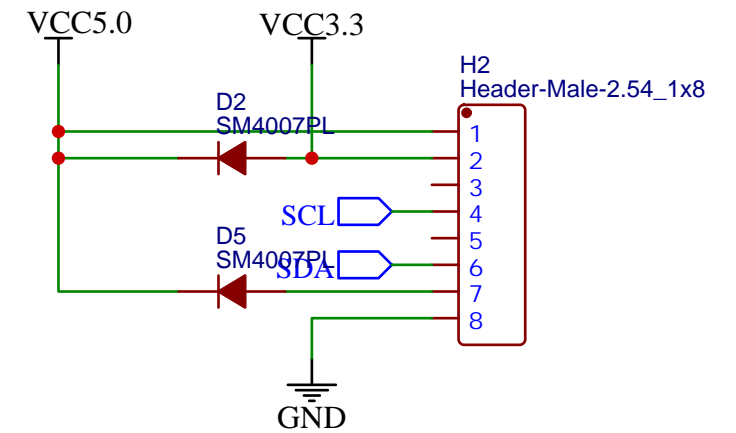 VCC5.0
VCC3.3
H2
Header-Male-2.54_1x8
D2
SM4007PL
1
2
3
SCL
4
D5
5
SM4007PL
SDA
6
7
8
GND